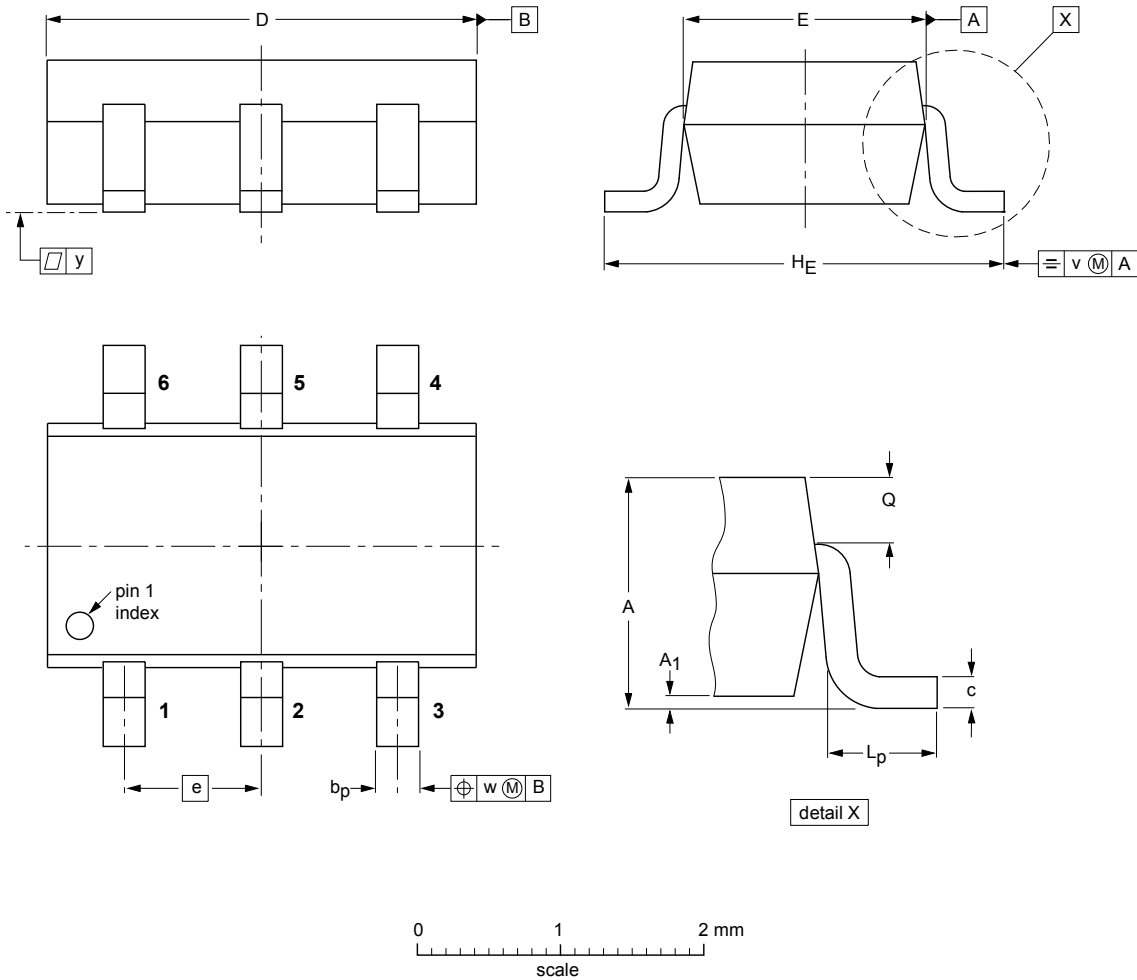 D B E A X
y
HE
v M A
6 5 4
Q
pin 1
index
A
A1
c
1 2 3
Lp
e bp w M B
detail X
0 1 2 mm
scale